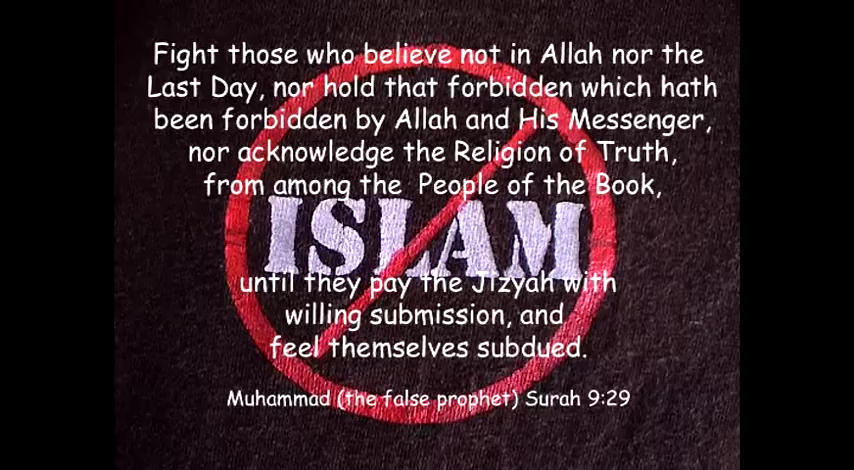 Fight those who believe not in Allah nor the
Last Day, nor hold that forbidden which hath
been forbidden by Allah and His Messenger,
nor acknowledge the Religion of Truth,
from among the People of the Book,
ISLAM
until they pay the Jizyah with
willing submission, and
feel themselves subdued.
Muhammad (the false prophet) Surah 9:29